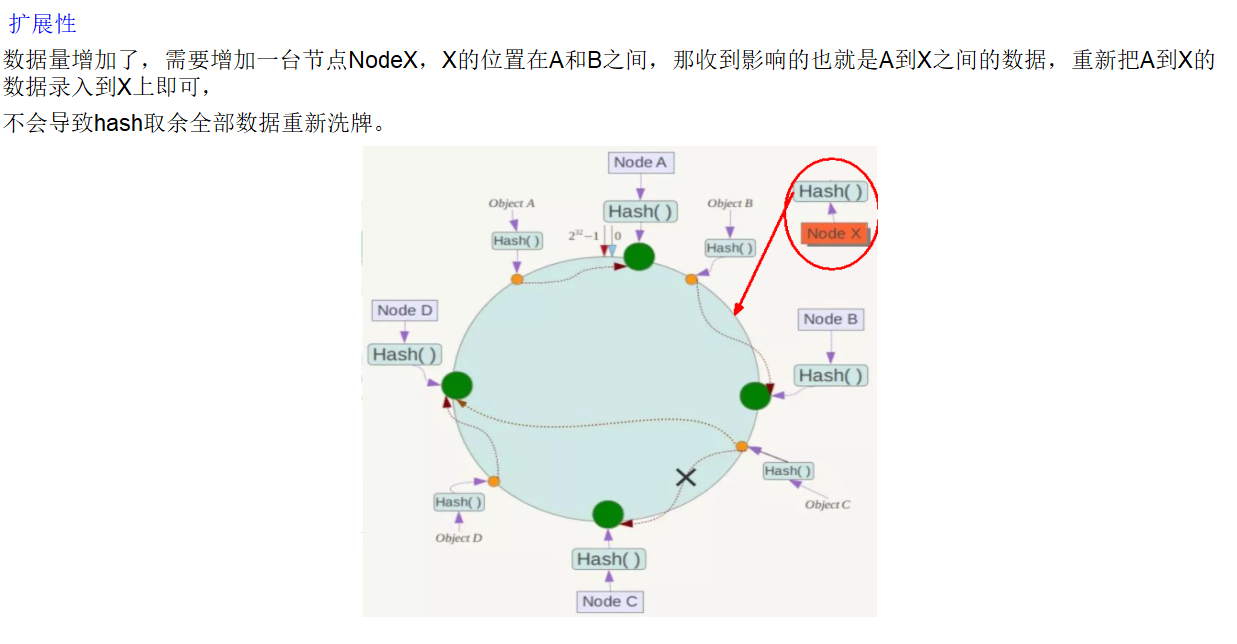 扩展性
数据量增加了，需要增加一台节点NodeX，X的位置在A和B之间，那收到影响的也就是A到X之间的数据，重新把A到X的
数据录入到X上即可，
不会导致hash取余全部数据重新洗牌。
Node A
Hash( )
Node X
Object A
Hash( )
Object B
Hash( )
2³²−1
0
Hash( )
Node D
Hash( )
Node B
Hash( )
Hash( )
Object C
Hash( )
Object D
Hash( )
Node C